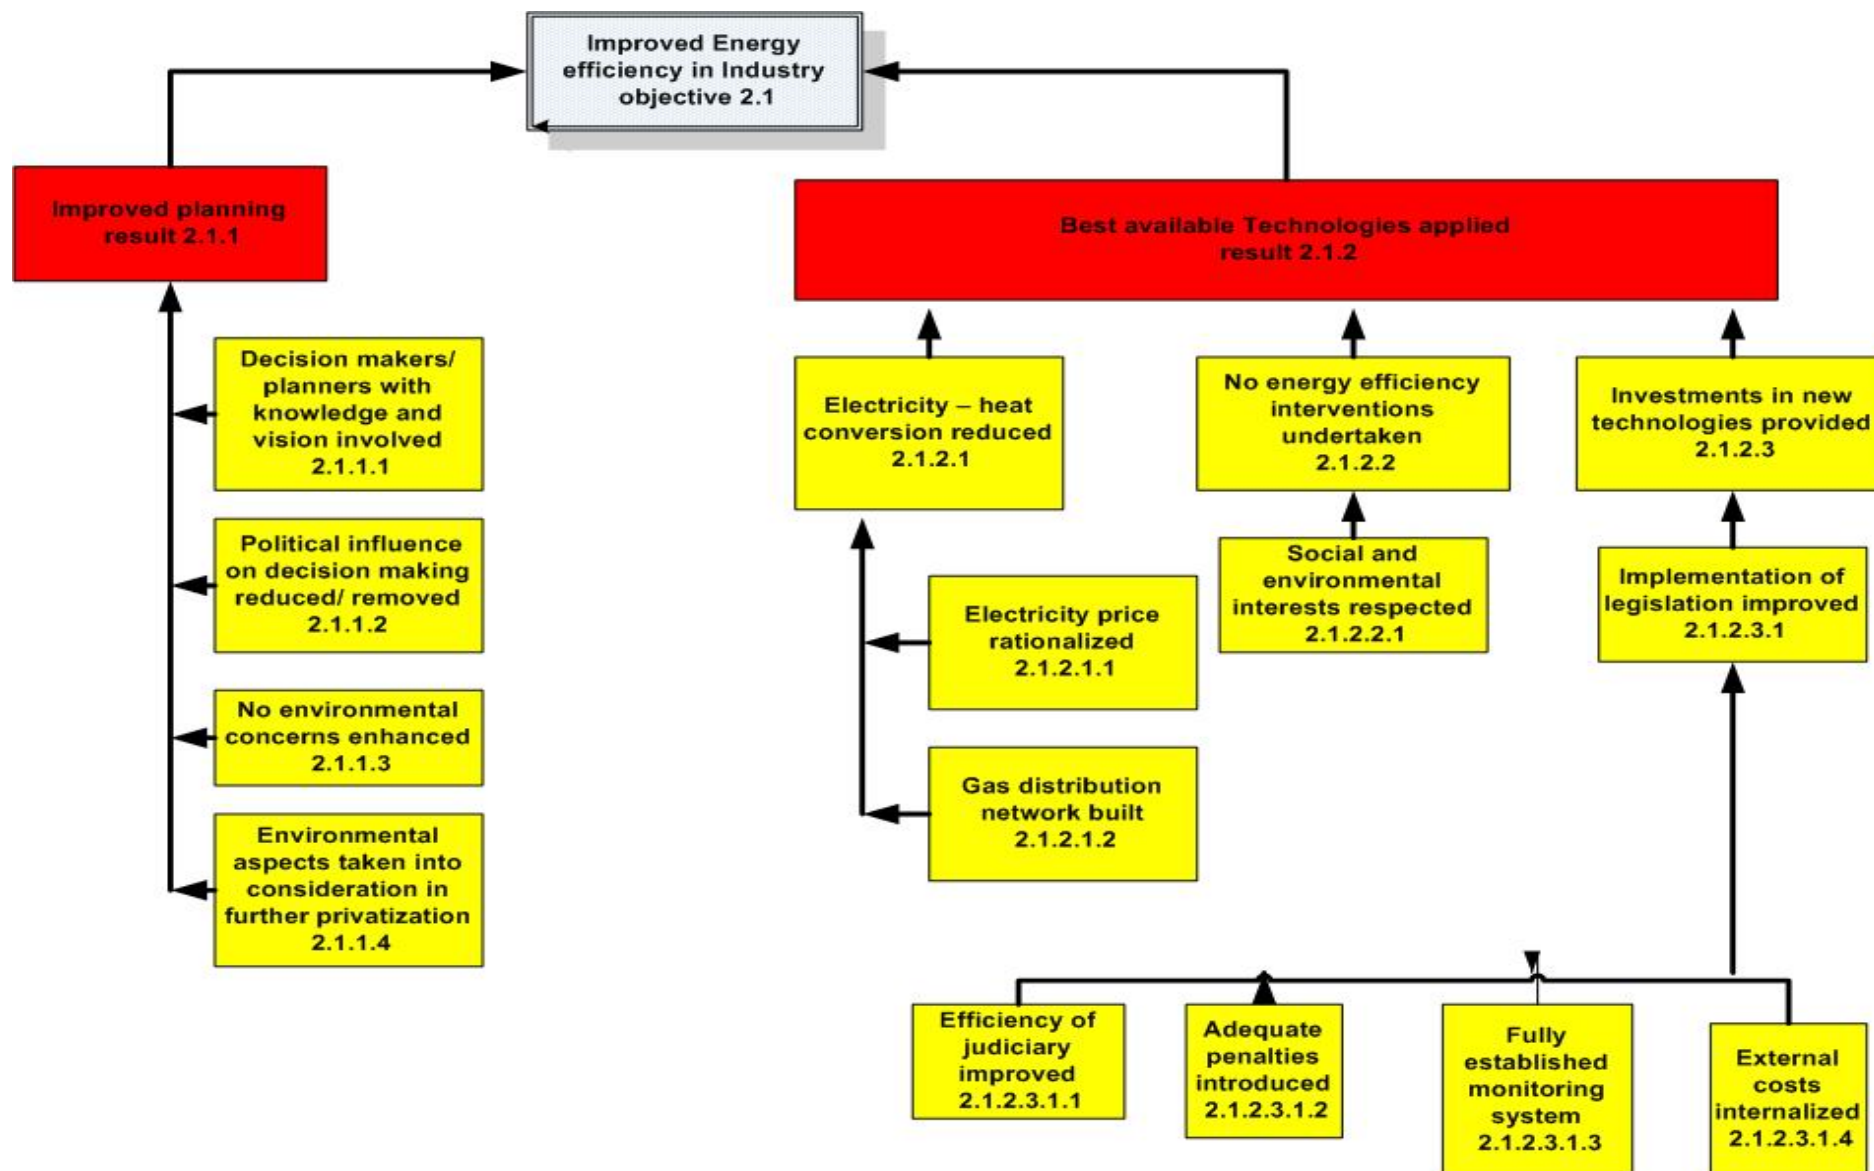 Improved Energy
efficiency in Industry
objective 2.1
Improved planning
result 2.1.1
Best available Technologies applied
result 2.1.2
Decision makers/
planners with
knowledge and
vision involved
2.1.1.1
Political influence
on decision making
reduced/ removed
2.1.1.2
No environmental
concerns enhanced
2.1.1.3
Environmental
aspects taken into
consideration in
further privatization
2.1.1.4
Electricity – heat
conversion reduced
2.1.2.1
Electricity price
rationalized
2.1.2.1.1
Gas distribution
network built
2.1.2.1.2
No energy efficiency
interventions
undertaken
2.1.2.2
Social and
environmental
interests respected
2.1.2.2.1
Investments in new
technologies provided
2.1.2.3
Implementation of
legislation improved
2.1.2.3.1
Efficiency of
judiciary
improved
2.1.2.3.1.1
Adequate
penalties
introduced
2.1.2.3.1.2
Fully
established
monitoring
system
2.1.2.3.1.3
External
costs
internalized
2.1.2.3.1.4